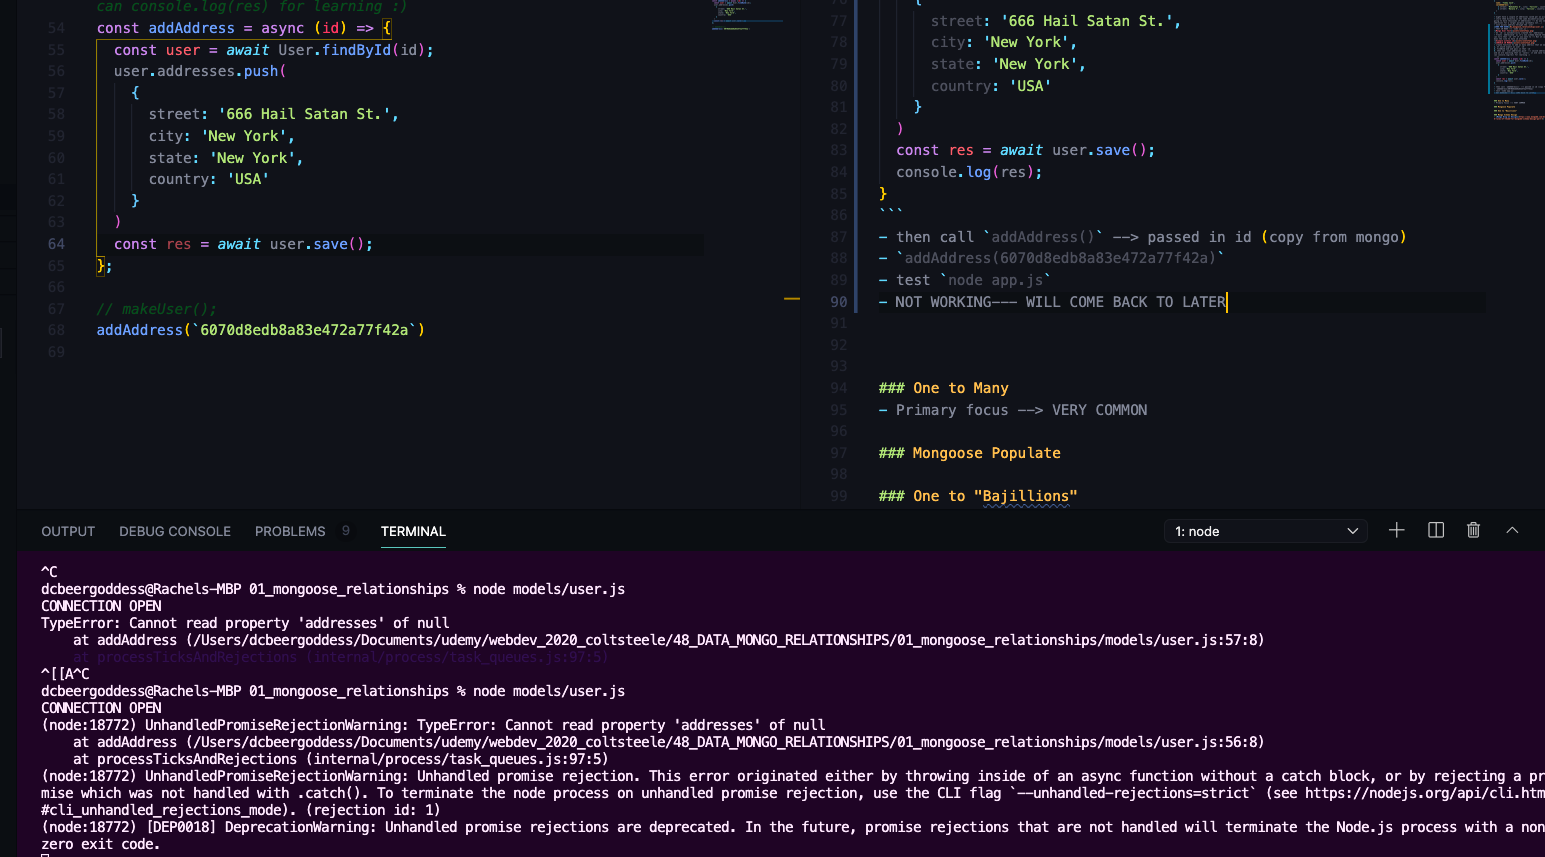 can console.log(res) for learning :)
54 const addAddress = async (id) => {
55 const user = await User.findById(id);
56 user.addresses.push(
57 {
58 street: '666 Hail Satan St.',
59 city: 'New York',
60 state: 'New York',
61 country: 'USA'
62 }
63 )
64 const res = await user.save();
65 };
66
67 // makeUser();
68 addAddress(`6070d8edb8a83e472a77f42a`)
69
76 {
77 street: '666 Hail Satan St.',
78 city: 'New York',
79 state: 'New York',
80 country: 'USA'
81 }
82 )
83 const res = await user.save();
84 console.log(res);
85 }
86 ```
87 - then call `addAddress()` --> passed in id (copy from mongo)
88 - `addAddress(6070d8edb8a83e472a77f42a)`
89 - test `node app.js`
90 - NOT WORKING--- WILL COME BACK TO LATER
91
92
93
94 ### One to Many
95 - Primary focus --> VERY COMMON
96
97 ### Mongoose Populate
98
99 ### One to "Bajillions"
OUTPUT DEBUG CONSOLE PROBLEMS 9 TERMINAL 1: node
^C
dcbeergoddess@Rachels-MBP 01_mongoose_relationships % node models/user.js
CONNECTION OPEN
TypeError: Cannot read property 'addresses' of null
at addAddress (/Users/dcbeergoddess/Documents/udemy/webdev_2020_coltsteele/48_DATA_MONGO_RELATIONSHIPS/01_mongoose_relationships/models/user.js:57:8)
at processTicksAndRejections (internal/process/task_queues.js:97:5)
^[[A^C
dcbeergoddess@Rachels-MBP 01_mongoose_relationships % node models/user.js
CONNECTION OPEN
(node:18772) UnhandledPromiseRejectionWarning: TypeError: Cannot read property 'addresses' of null
at addAddress (/Users/dcbeergoddess/Documents/udemy/webdev_2020_coltsteele/48_DATA_MONGO_RELATIONSHIPS/01_mongoose_relationships/models/user.js:56:8)
at processTicksAndRejections (internal/process/task_queues.js:97:5)
(node:18772) UnhandledPromiseRejectionWarning: Unhandled promise rejection. This error originated either by throwing inside of an async function without a catch block, or by rejecting a pr
mise which was not handled with .catch(). To terminate the node process on unhandled promise rejection, use the CLI flag `--unhandled-rejections=strict` (see https://nodejs.org/api/cli.htm
#cli_unhandled_rejections_mode). (rejection id: 1)
(node:18772) [DEP0018] DeprecationWarning: Unhandled promise rejections are deprecated. In the future, promise rejections that are not handled will terminate the Node.js process with a non
zero exit code.